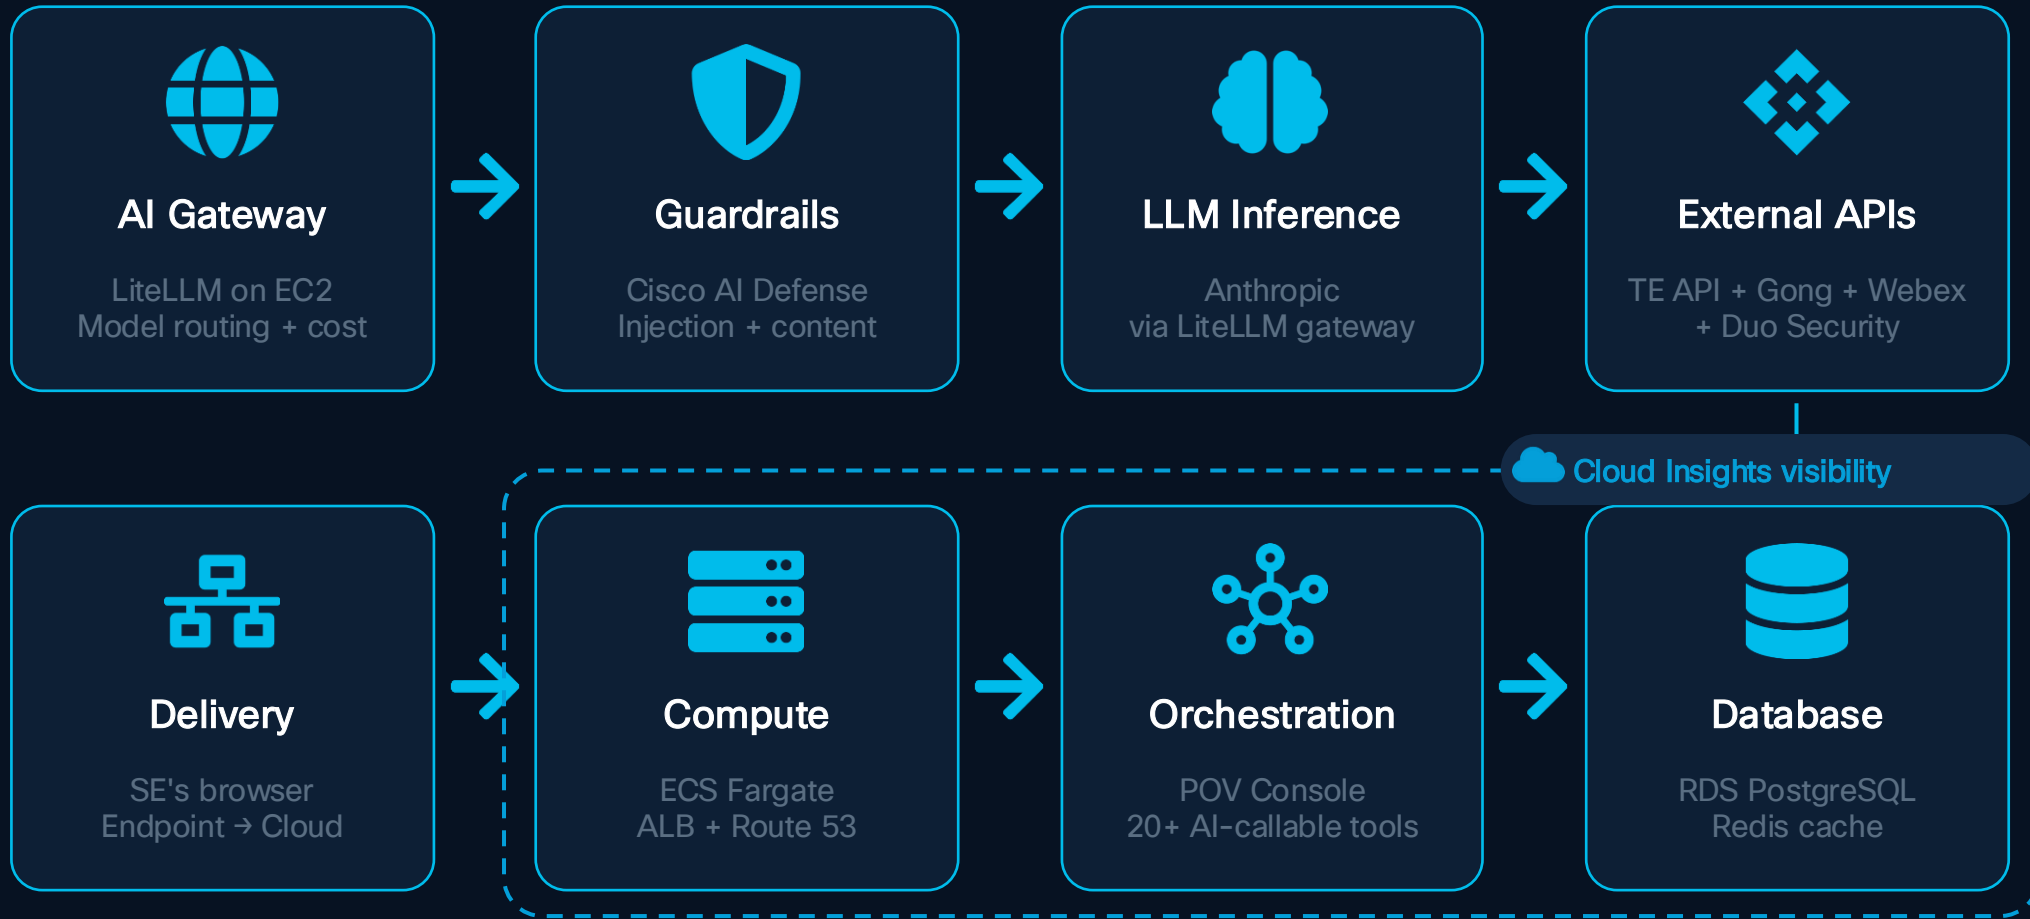 AI Gateway
LiteLLM on EC2
Model routing + cost
Guardrails
Cisco AI Defense
Injection + content
LLM Inference
Anthropic
via LiteLLM gateway
External APIs
TE API + Gong + Webex
+ Duo Security
Cloud Insights visibility
Delivery
SE's browser
Endpoint → Cloud
Compute
ECS Fargate
ALB + Route 53
Orchestration
POV Console
20+ AI-callable tools
Database
RDS PostgreSQL
Redis cache